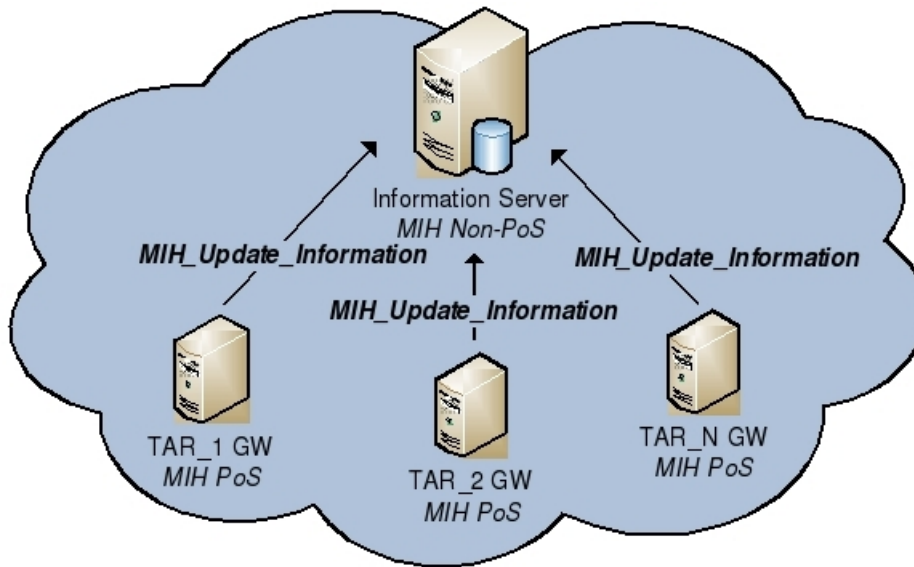 Information Server
MIH Non-PoS
MIH_Update_Information
MIH_Update_Information
MIH_Update_Information
TAR_1 GW
MIH PoS
TAR_2 GW
MIH PoS
TAR_N GW
MIH PoS